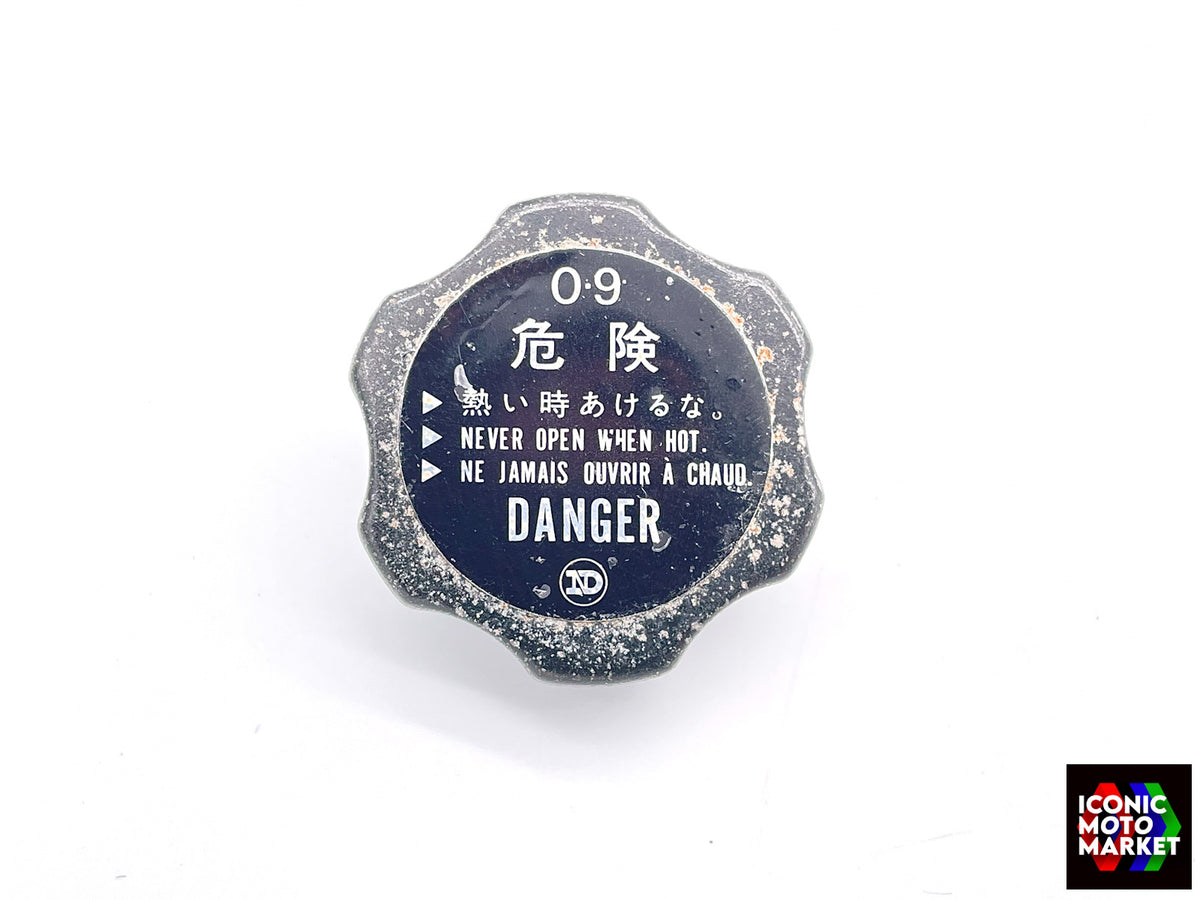 0·9
危険
▶ 熱い時あけるな。
▶ NEVER OPEN WHEN HOT.
▶ NE JAMAIS OUVRIR À CHAUD.
DANGER
ND
ICONIC
MOTO
MARKET